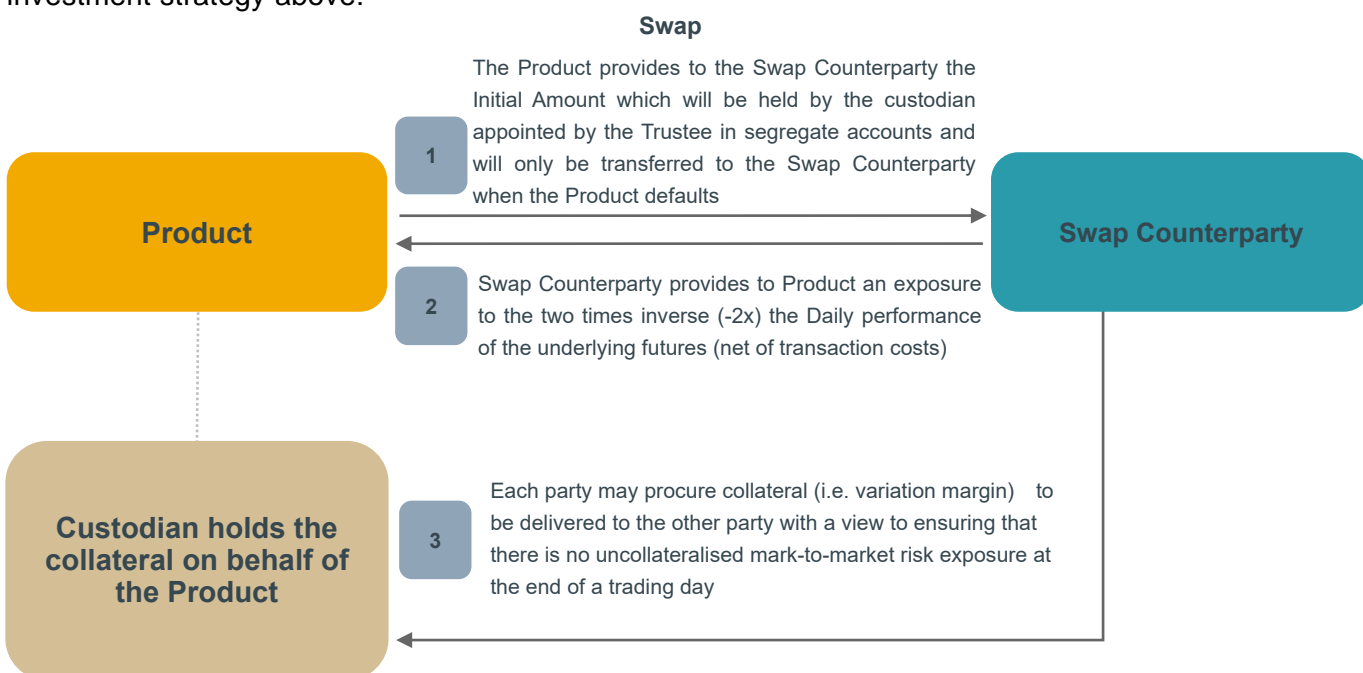 investment strategy above.
Swap
The Product provides to the Swap Counterparty the
Initial Amount which will be held by the custodian
appointed by the Trustee in segregate accounts and
will only be transferred to the Swap Counterparty
when the Product defaults
1
Product
Swap Counterparty
2
Swap Counterparty provides to Product an exposure
to the two times inverse (-2x) the Daily performance
of the underlying futures (net of transaction costs)
Custodian holds the
collateral on behalf of
the Product
3
Each party may procure collateral (i.e. variation margin) to
be delivered to the other party with a view to ensuring that
there is no uncollateralised mark-to-market risk exposure at
the end of a trading day